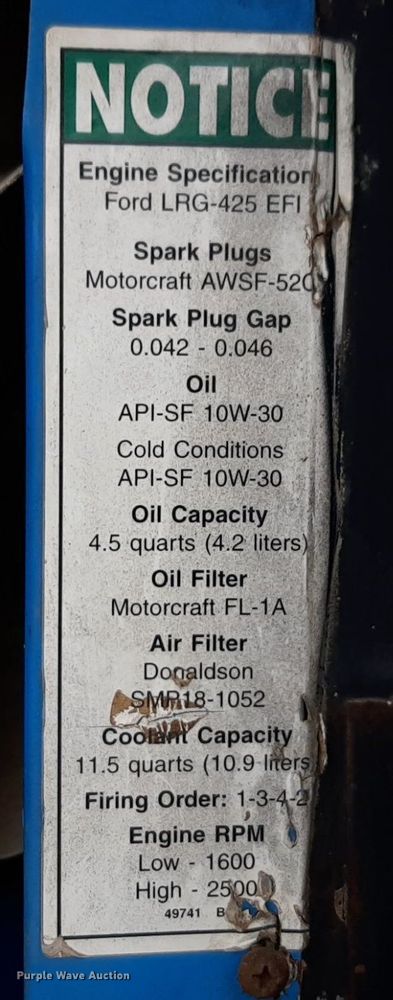 NOTICE
Engine Specification
Ford LRG-425 EFI
Spark Plugs
Motorcraft AWSF-52C
Spark Plug Gap
0.042 - 0.046
Oil
API-SF 10W-30
Cold Conditions
API-SF 10W-30
Oil Capacity
4.5 quarts (4.2 liters)
Oil Filter
Motorcraft FL-1A
Air Filter
Donaldson
SMP18-1052
Coolant Capacity
11.5 quarts (10.9 liters
Firing Order: 1-3-4-2
Engine RPM
Low - 1600
High - 2500
49741 B
Purple Wave Auction